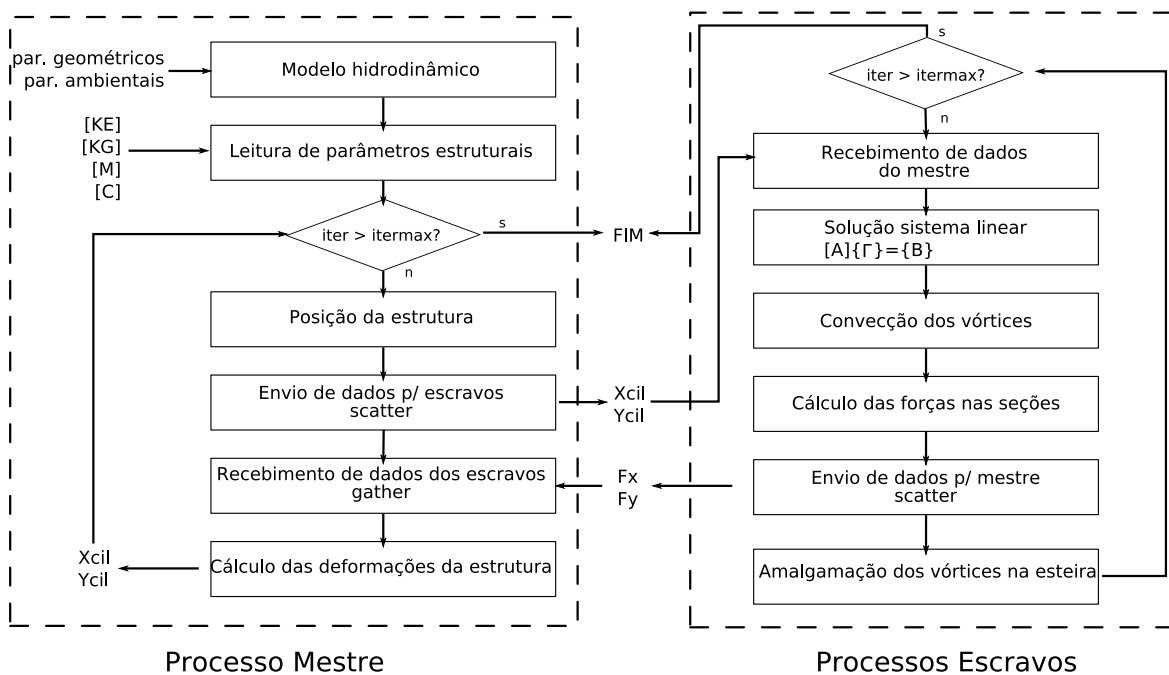 par. geométricos
par. ambientais
Modelo hidrodinâmico
[KE]
[KG]
[M]
[C]
Leitura de parâmetros estruturais
iter > itermax?
s
n
FIM
Posição da estrutura
Envio de dados p/ escravos
scatter
Xcil
Ycil
Recebimento de dados dos escravos
gather
Fx
Fy
Cálculo das deformações da estrutura
Xcil
Ycil
Processo Mestre
s
iter > itermax?
n
Recebimento de dados
do mestre
Solução sistema linear
[A]{Γ}={B}
Convecção dos vórtices
Cálculo das forças nas seções
Envio de dados p/ mestre
scatter
Amalgamação dos vórtices na esteira
Processos Escravos